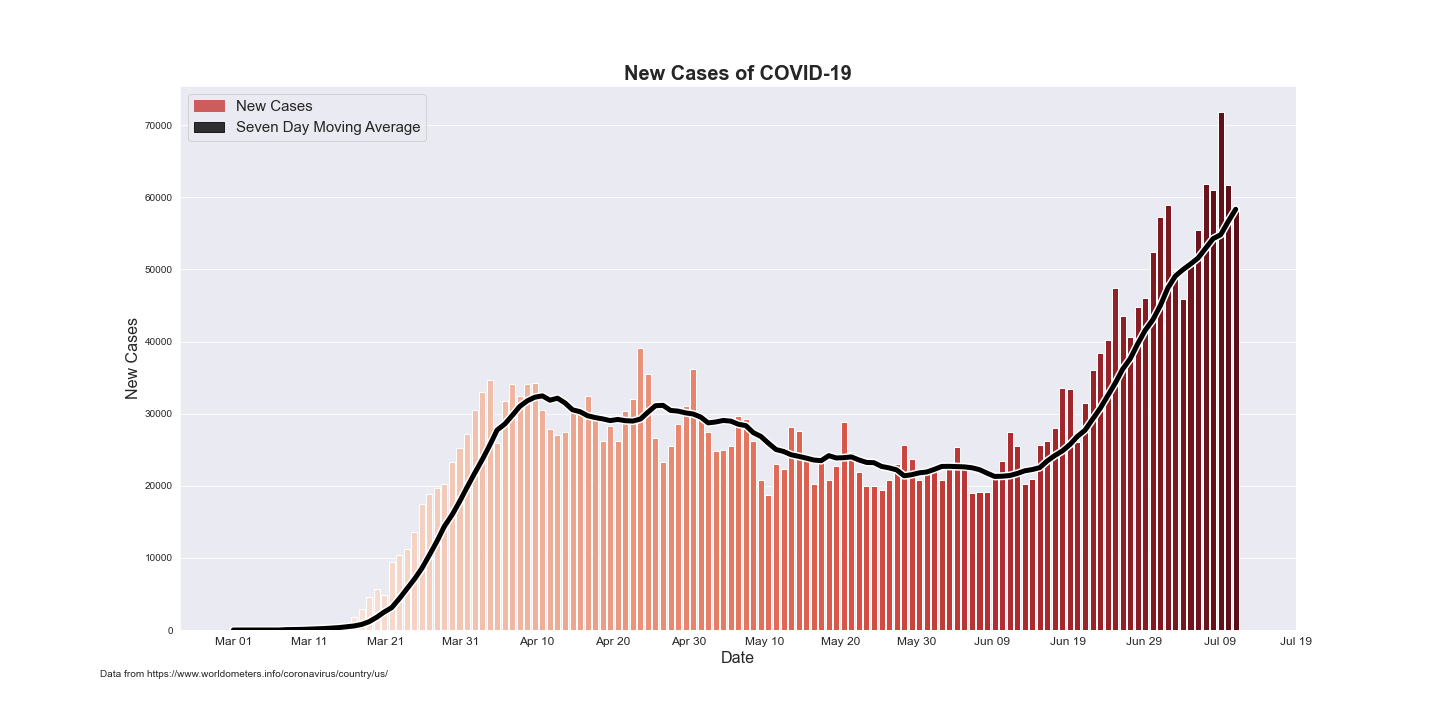 New Cases of COVID-19
New Cases
Seven Day Moving Average
70000
60000
50000
40000
30000
20000
10000
0
New Cases
Mar 01 Mar 11 Mar 21 Mar 31 Apr 10 Apr 20 Apr 30 May 10 May 20 May 30 Jun 09 Jun 19 Jun 29 Jul 09 Jul 19
Date
Data from https://www.worldometers.info/coronavirus/country/us/